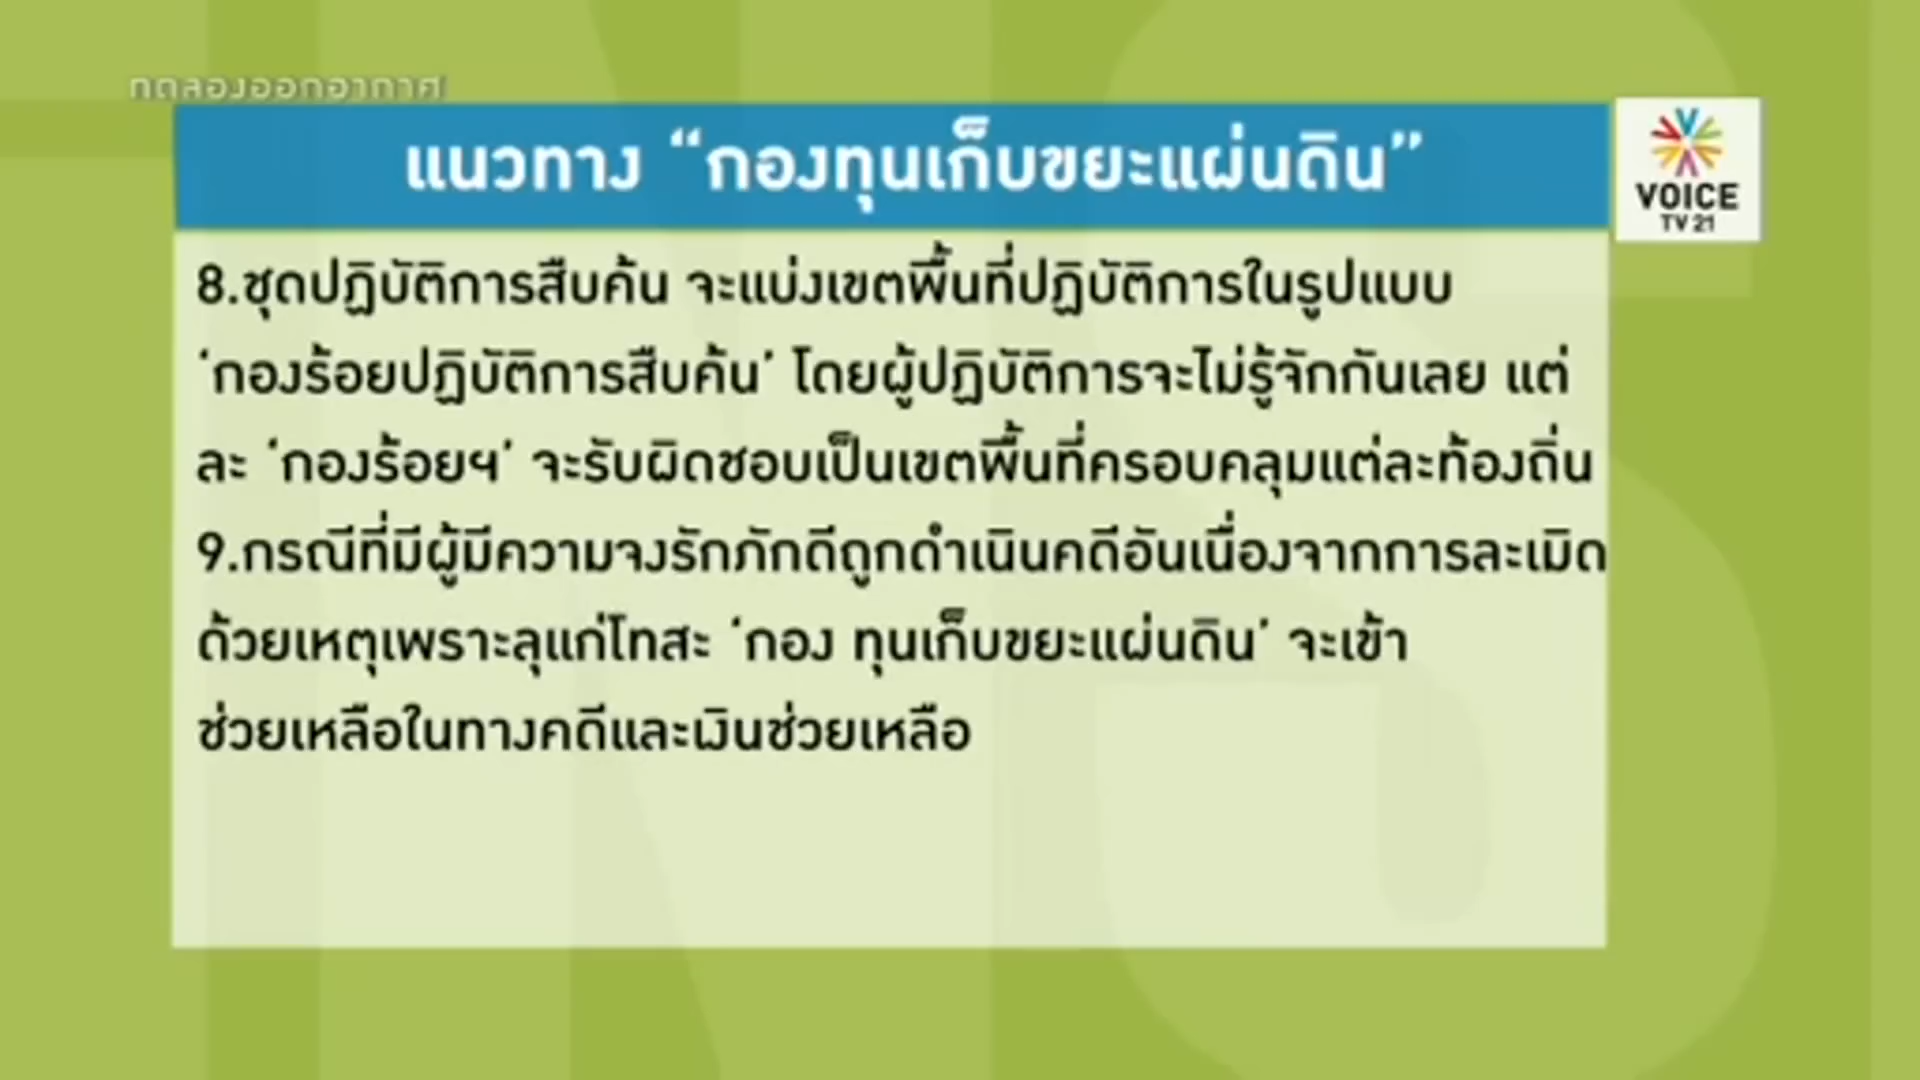 ทดลองออกอากาศ
แนวทาง “กองทุนเก็บขยะแผ่นดิน”
VOICE
TV 21
8.ชุดปฏิบัติการสืบค้น จะแบ่งเขตพื้นที่ปฏิบัติการในรูปแบบ
‘กองร้อยปฏิบัติการสืบค้น’ โดยผู้ปฏิบัติการจะไม่รู้จักกันเลย แต่
ละ ‘กองร้อยฯ’ จะรับผิดชอบเป็นเขตพื้นที่ครอบคลุมแต่ละท้องถิ่น
9.กรณีที่มีผู้มีความจงรักภักดีถูกดำเนินคดีอันเนื่องจากการละเมิด
ด้วยเหตุเพราะลุแก่โทสะ ‘กอง ทุนเก็บขยะแผ่นดิน’ จะเข้า
ช่วยเหลือในทางคดีและเงินช่วยเหลือ